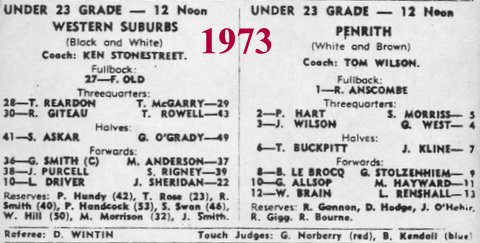 UNDER 23 GRADE — 12 Noon
WESTERN SUBURBS
(Black and White)
Coach: KEN STONESTREET.
Fullback:
27—F. OLD
Threequarters:
28—T. REARDON T. McGARRY—29
30—R. GITEAU T. ROWELL—43
Halves:
41—S. ASKAR G. O'GRADY—49
Forwards:
36—G. SMITH (C) M. ANDERSON—37
38—J. PURCELL S. RIGNEY—39
10—L. DRIVER J. SHERIDAN—22
Reserves: P. Hundy (42), T. Rose (23), R.
Smith (40), P. Handcock (53), S. Swan (46),
W. Hill (50), M. Morrison (32), J. Smith.
1973
UNDER 23 GRADE — 12 Noon
PENRITH
(White and Brown)
Coach: TOM WILSON.
Fullback:
1—R. ANSCOMBE
Threequarters:
2—P. HART S. MORRISS— 5
3—J. WILSON G. WEST— 4
Halves:
6—T. BUCKPITT J. KLINE— 7
Forwards:
8—B. LE BROCQ G. STOLZENHEIM— 9
10—G. ALLSOP M. HAYWARD—11
12—W. BRAIN L. RENSHALL—13
Reserves: R. Gannon, D. Hodge, J. O'Hehir,
R. Gigg, R. Bourne.
Referee: D. WINTIN Touch Judges: G. Norberry (red), B. Kendall (blue)